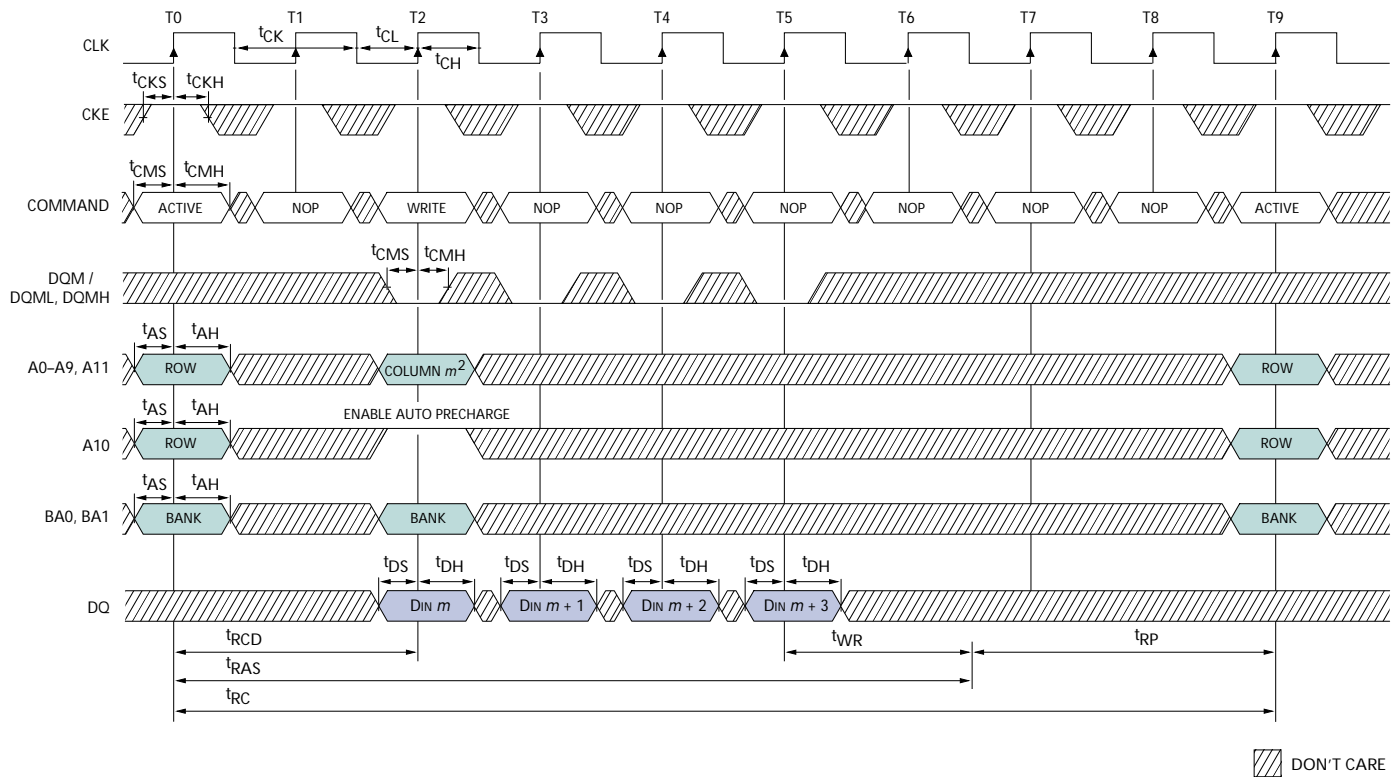 T0 T1 T2 T3 T4 T5 T6 T7 T8 T9
CLK tCK tCL tCH
tCKS tCKH
CKE
tCMS tCMH
COMMAND ACTIVE NOP WRITE NOP NOP NOP NOP NOP NOP ACTIVE
tCMS tCMH
DQM /
DQML, DQMH
tAS tAH
A0–A9, A11 ROW COLUMN m2 ROW
ENABLE AUTO PRECHARGE
tAS tAH
A10 ROW ROW
tAS tAH
BA0, BA1 BANK BANK BANK
tDS tDH tDS tDH tDS tDH tDS tDH
DQ DIN m DIN m + 1 DIN m + 2 DIN m + 3
tRCD tWR tRP
tRAS
tRC
DON'T CARE